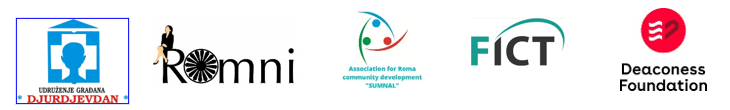 UDRUŽENJE GRAĐANA
* DJURDJEVDAN *
Romni
Association for Roma
community development
"SUMNAL"
FICT
Deaconess
Foundation